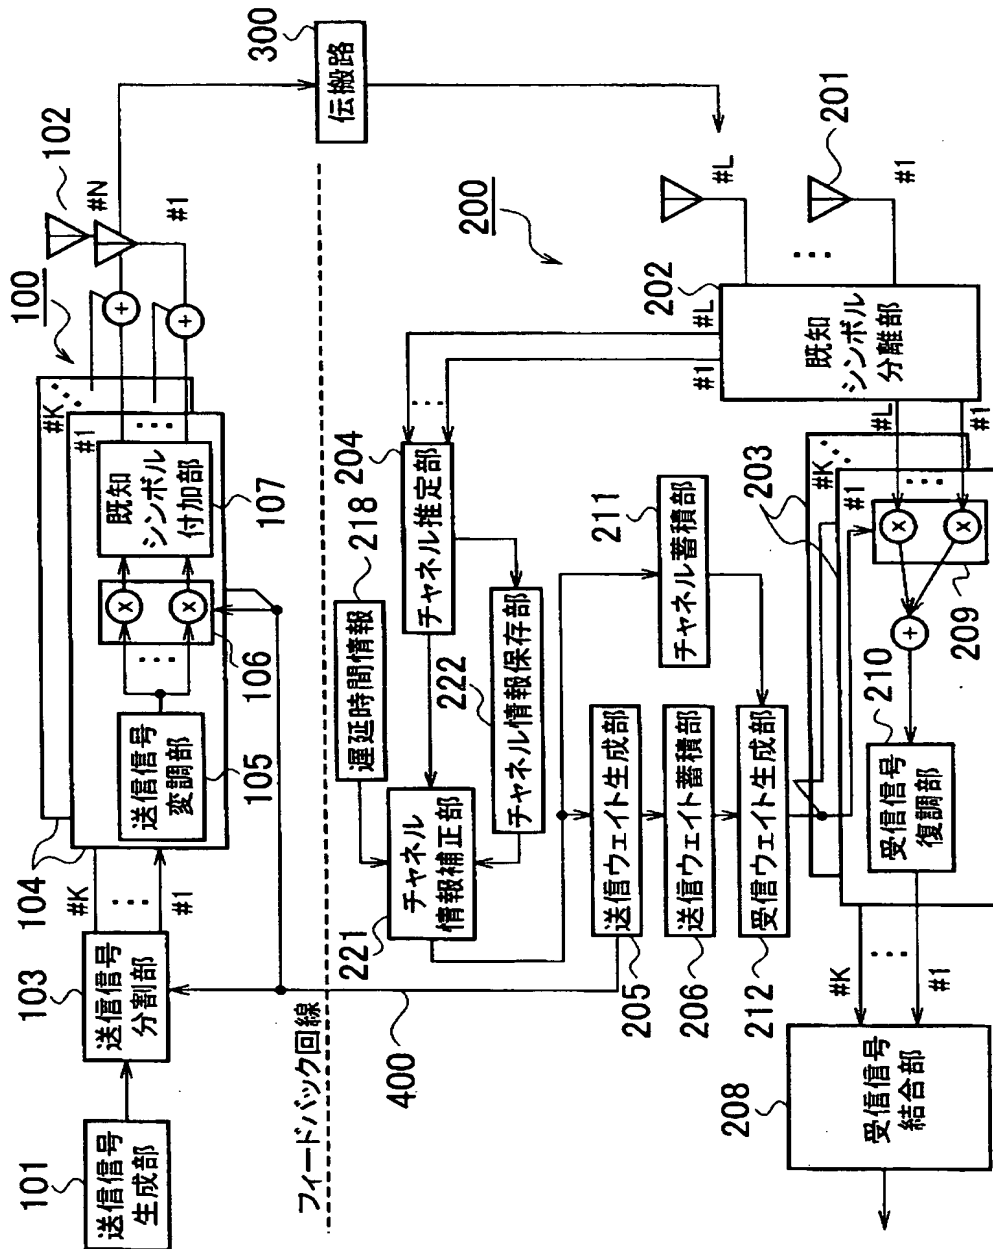 101
送信信号
生成部
103
送信信号
分割部
#K
#1
104
送信信号
変調部
105
106
既知
シンボル
付加部
107
#1
#K
100
102
#N
#1
300
伝搬路
フィードバック回線
400
200
201
#L
#1
202
既知
シンボル
分離部
#L
#1
#L
#1
204
チャネル推定部
218
遅延時間情報
222
チャネル情報保存部
チャネル
情報補正部
221
211
チャネル蓄積部
送信ウェイト生成部
205
送信ウェイト蓄積部
206
受信ウェイト生成部
212
203
#K
#1
209
210
受信信号
復調部
#K
#1
208
受信信号
結合部